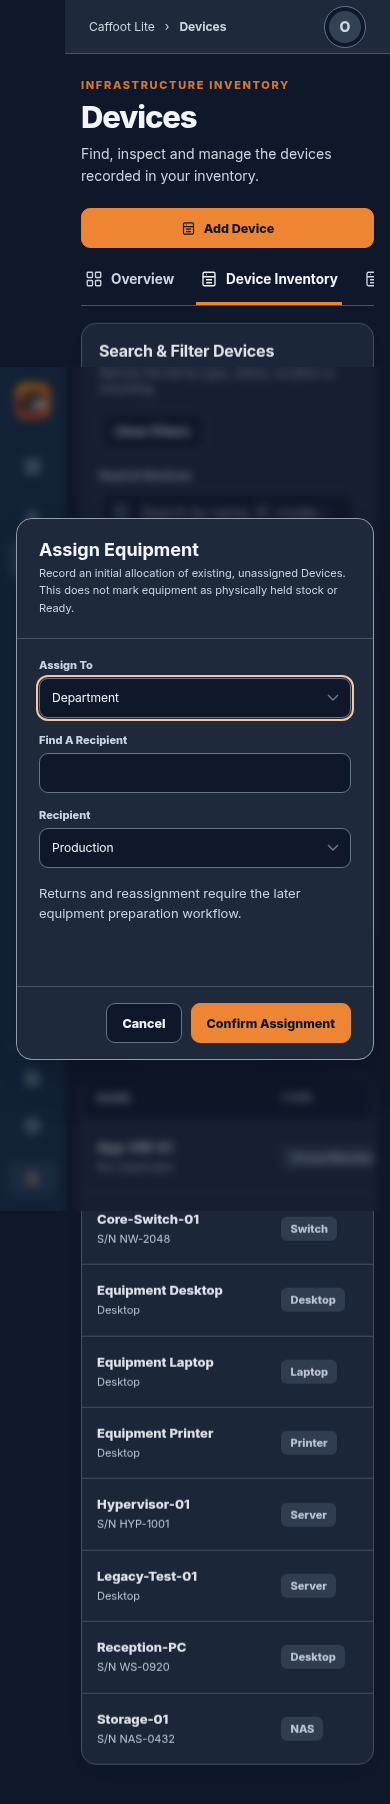 Caffoot Lite › Devices
O
INFRASTRUCTURE INVENTORY
Devices
Find, inspect and manage the devices
recorded in your inventory.
Add Device
Overview
Device Inventory
Search & Filter Devices
Clear Filters
Search Devices
Assign Equipment
Record an initial allocation of existing, unassigned Devices.
This does not mark equipment as physically held stock or
Ready.
Assign To
Department
Find A Recipient
Recipient
Production
Returns and reassignment require the later
equipment preparation workflow.
Cancel
Confirm Assignment
Core-Switch-01
S/N NW-2048
Switch
Equipment Desktop
Desktop
Desktop
Equipment Laptop
Desktop
Laptop
Equipment Printer
Desktop
Printer
Hypervisor-01
S/N HYP-1001
Server
Legacy-Test-01
Desktop
Server
Reception-PC
S/N WS-0920
Desktop
Storage-01
S/N NAS-0432
NAS